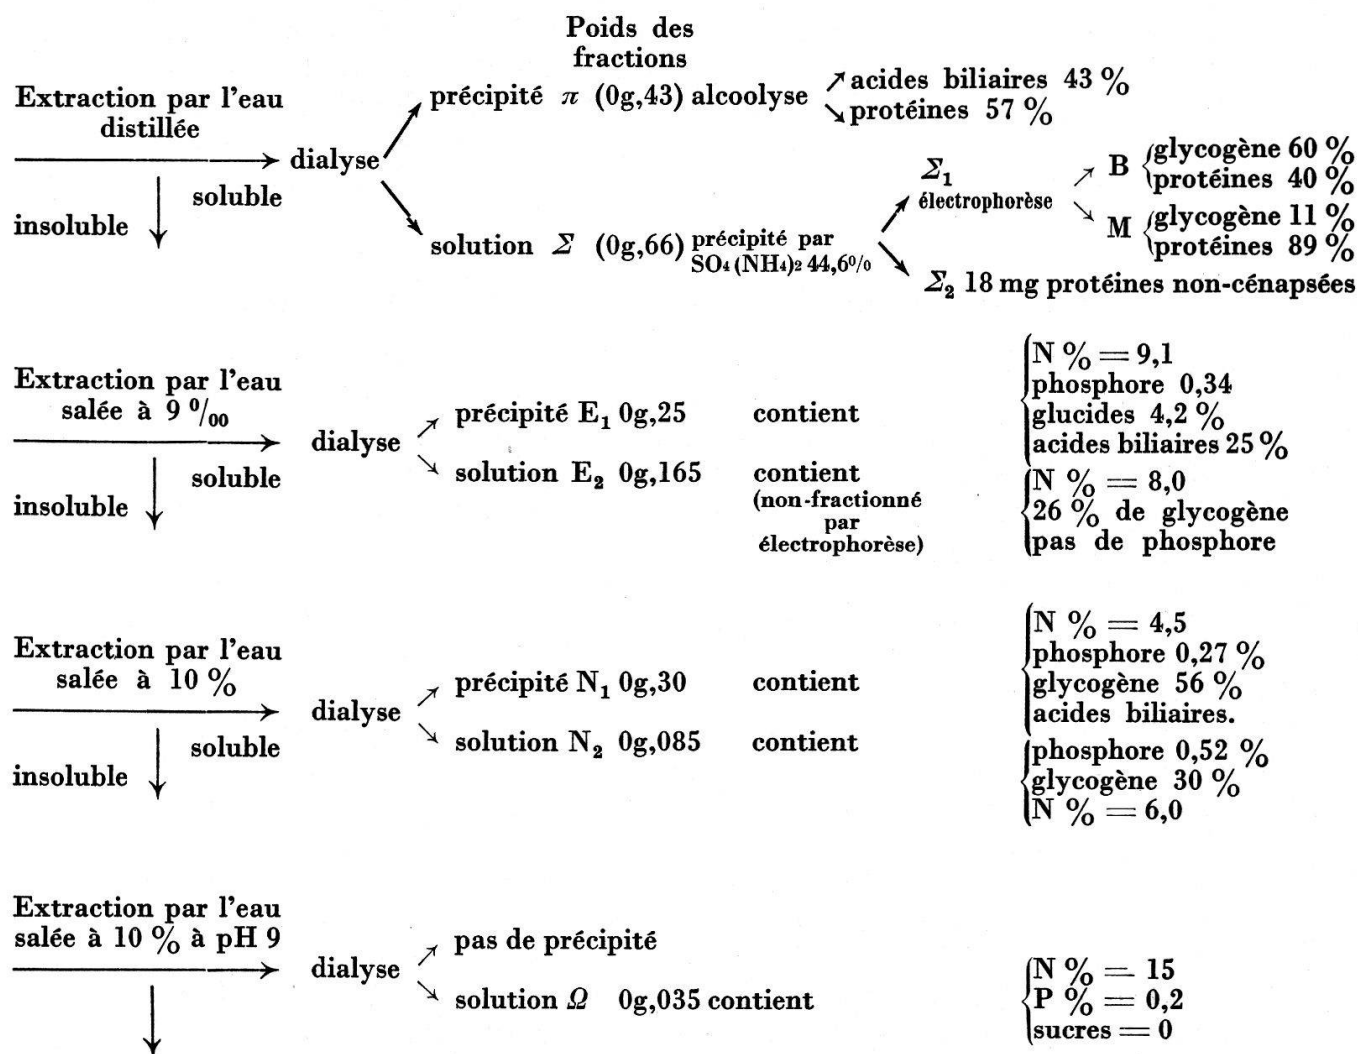 Poids des
fractions
Extraction par l'eau
distillée
dialyse
soluble
insoluble
précipité π (0g,43) alcoolyse
acides biliaires 43 %
protéines 57 %
solution Σ (0g,66) précipité par
SO₄(NH₄)₂ 44,6%
Σ₁
électrophorèse
B
glycogène 60 %
protéines 40 %
M
glycogène 11 %
protéines 89 %
Σ₂ 18 mg protéines non-cénapsées
Extraction par l'eau
salée à 9 ⁰/₀₀
dialyse
soluble
insoluble
précipité E₁ 0g,25 contient
N % = 9,1
phosphore 0,34
glucides 4,2 %
acides biliaires 25 %
solution E₂ 0g,165 contient
(non-fractionné
par
électrophorèse)
N % = 8,0
26 % de glycogène
pas de phosphore
Extraction par l'eau
salée à 10 %
dialyse
soluble
insoluble
précipité N₁ 0g,30 contient
N % = 4,5
phosphore 0,27 %
glycogène 56 %
acides biliaires.
solution N₂ 0g,085 contient
phosphore 0,52 %
glycogène 30 %
N % = 6,0
Extraction par l'eau
salée à 10 % à pH 9
dialyse
pas de précipité
solution Ω 0g,035 contient
N % = 15
P % = 0,2
sucres = 0